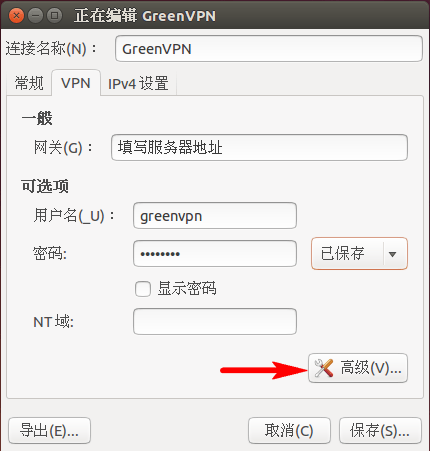 正在编辑 GreenVPN
连接名称(N)： GreenVPN
常规 VPN IPv4 设置
一般
网关(G)： 填写服务器地址
可选项
用户名(_U)： greenvpn
密码: •••••••• 已保存
显示密码
NT 域:
高级(V)...
导出(E)... 取消(C) 保存(S)...